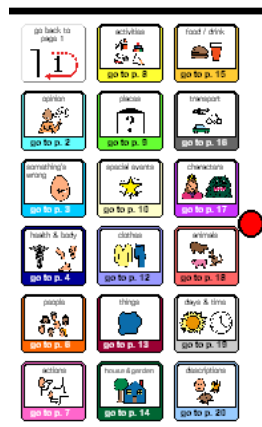 go back to
page 1
activities
go to p. 8
food / drink
go to p. 15
opinion
go to p. 2
places
go to p. 9
transport
go to p. 16
something's
wrong
go to p. 3
special events
go to p. 10
characters
go to p. 17
health & body
go to p. 4
clothes
go to p. 12
animals
go to p. 18
people
go to p. 6
things
go to p. 13
days & time
go to p. 19
actions
go to p. 7
house & garden
go to p. 14
descriptions
go to p. 20